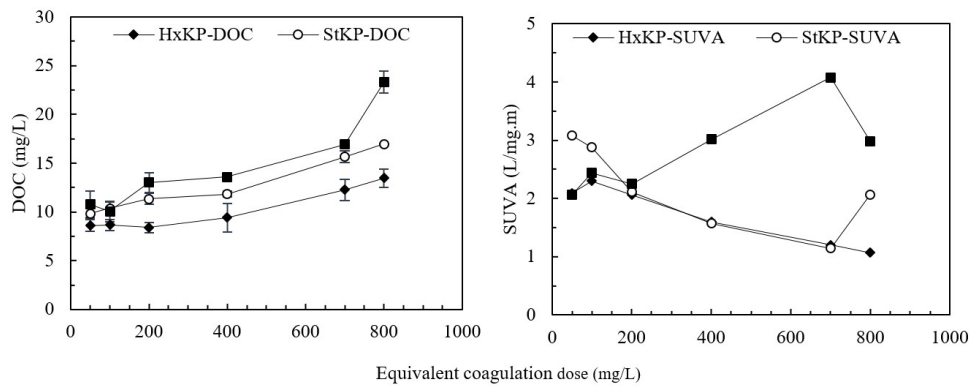 HxKP-DOC StKP-DOC
DOC (mg/L)
30
25
20
15
10
5
0
0 200 400 600 800 1000
HxKP-SUVA StKP-SUVA
SUVA (L/mg.m)
5
4
3
2
1
0
0 200 400 600 800 1000
Equivalent coagulation dose (mg/L)